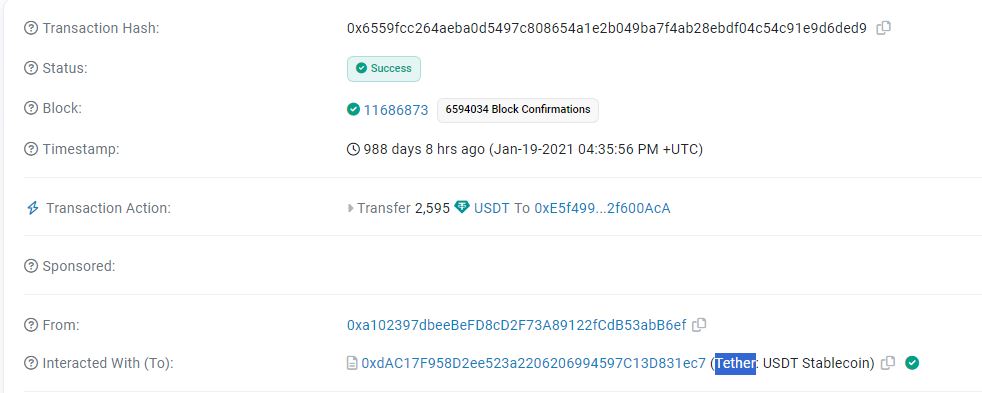 Transaction Hash: 0x6559fcc264aeba0d5497c808654a1e2b049ba7f4ab28ebdf04c54c91e9d6ded9
Status: Success
Block: 11686873 6594034 Block Confirmations
Timestamp: 988 days 8 hrs ago (Jan-19-2021 04:35:56 PM +UTC)
Transaction Action: Transfer 2,595 USDT To 0xE5f499...2f600AcA
Sponsored:
From: 0xa102397dbeeBeFD8cD2F73A89122fCdB53abB6ef
Interacted With (To): 0xdAC17F958D2ee523a2206206994597C13D831ec7 (Tether: USDT Stablecoin)